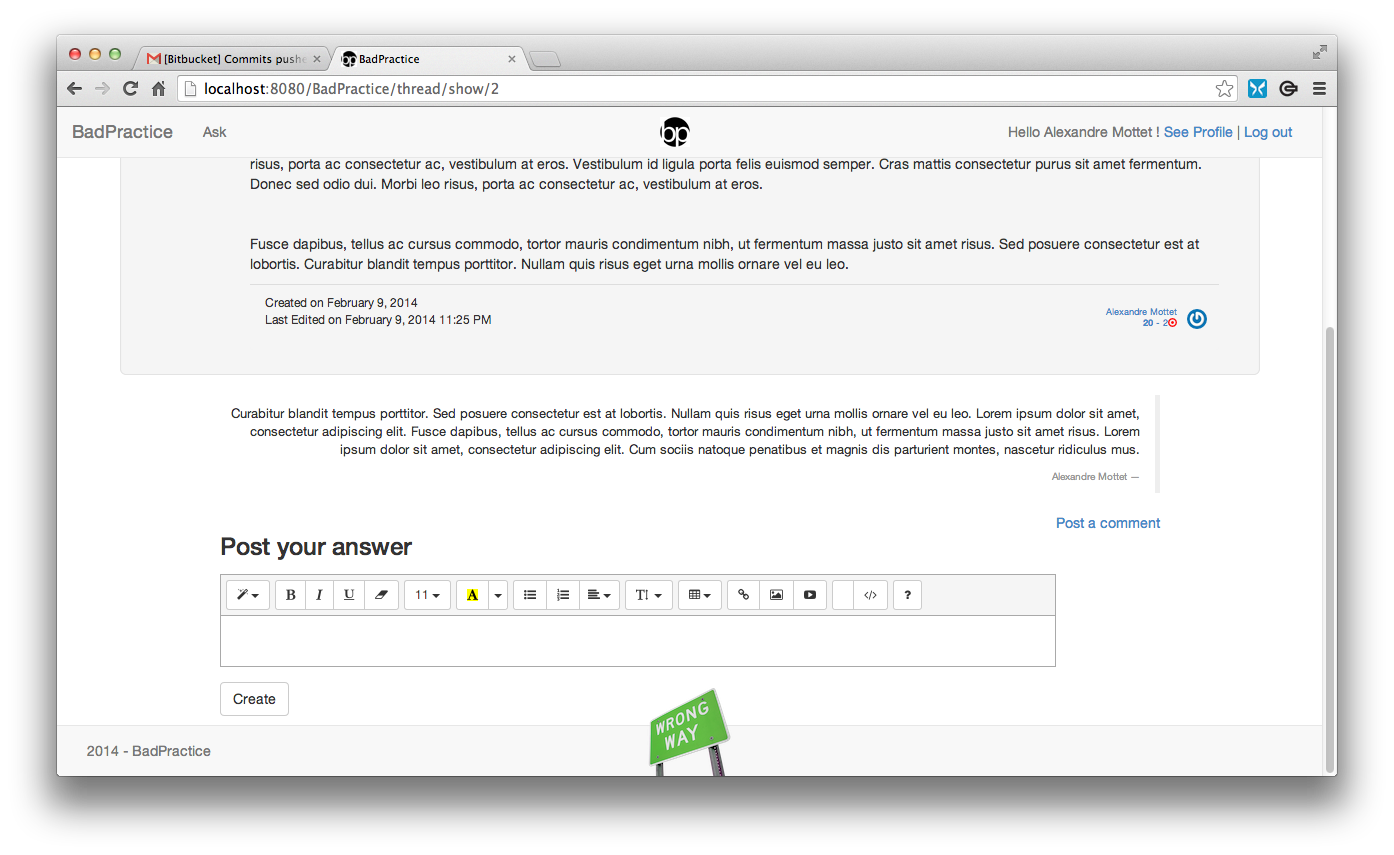 [Bitbucket] Commits pushe
BadPractice
localhost:8080/BadPractice/thread/show/2
BadPractice Ask bp Hello Alexandre Mottet ! See Profile | Log out
risus, porta ac consectetur ac, vestibulum at eros. Vestibulum id ligula porta felis euismod semper. Cras mattis consectetur purus sit amet fermentum.
Donec sed odio dui. Morbi leo risus, porta ac consectetur ac, vestibulum at eros.
Fusce dapibus, tellus ac cursus commodo, tortor mauris condimentum nibh, ut fermentum massa justo sit amet risus. Sed posuere consectetur est at
lobortis. Curabitur blandit tempus porttitor. Nullam quis risus eget urna mollis ornare vel eu leo.
Created on February 9, 2014
Last Edited on February 9, 2014 11:25 PM
Alexandre Mottet
20 - 2
Curabitur blandit tempus porttitor. Sed posuere consectetur est at lobortis. Nullam quis risus eget urna mollis ornare vel eu leo. Lorem ipsum dolor sit amet,
consectetur adipiscing elit. Fusce dapibus, tellus ac cursus commodo, tortor mauris condimentum nibh, ut fermentum massa justo sit amet risus. Lorem
ipsum dolor sit amet, consectetur adipiscing elit. Cum sociis natoque penatibus et magnis dis parturient montes, nascetur ridiculus mus.
Alexandre Mottet —
Post a comment
Post your answer
B I U 11 A TI </> ?
Create
WRONG
WAY
2014 - BadPractice